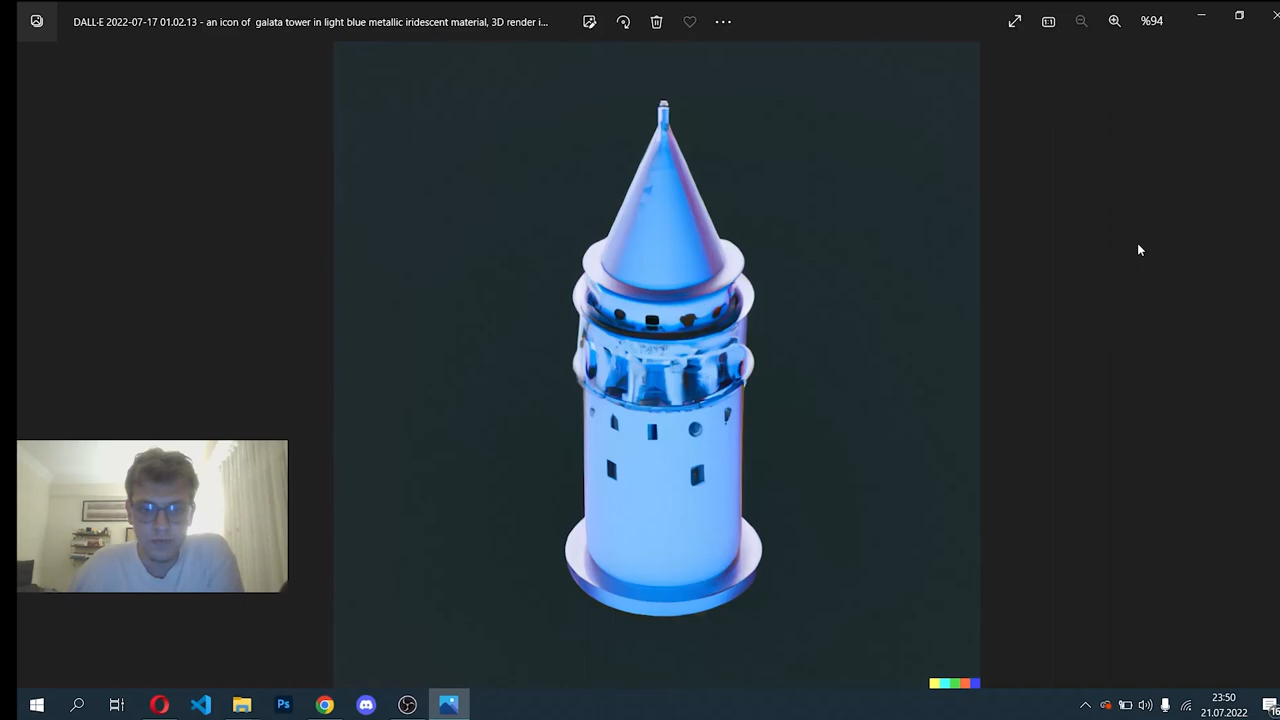 DALL-E 2022-07-17 01.02.13 - an icon of galata tower in light blue metallic iridescent material, 3D render i...
%94
Ps
23:50
21.07.2022